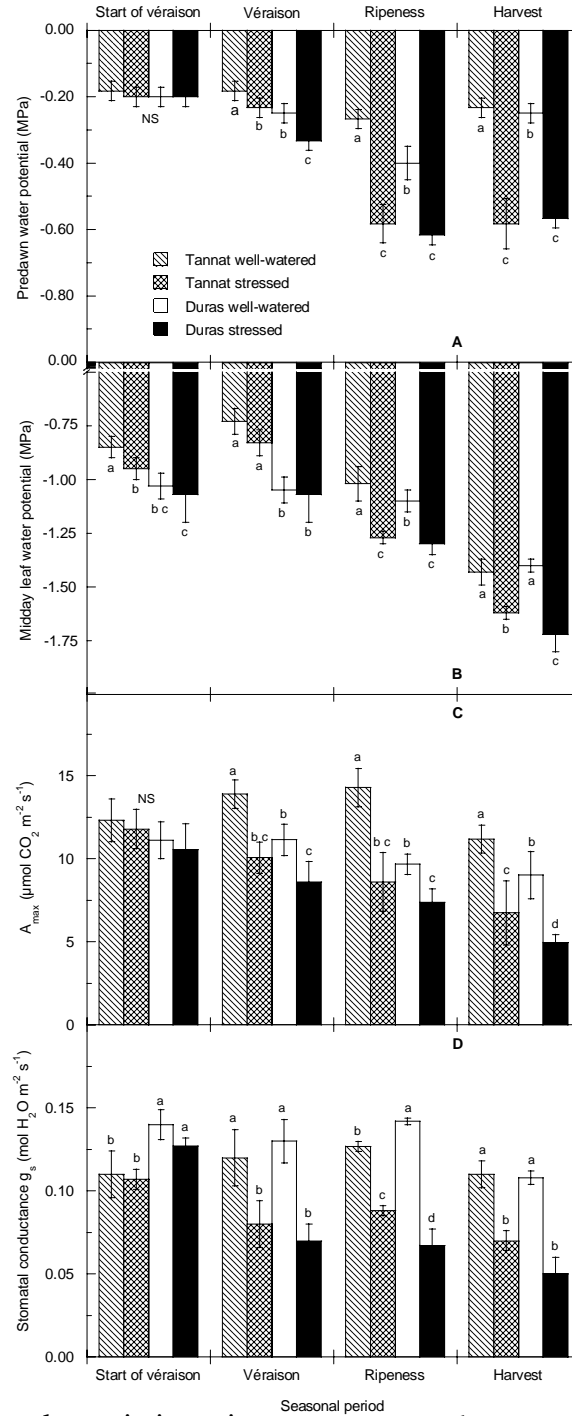 Start of véraison Véraison Ripeness Harvest
0.00
-0.20
-0.40
-0.60
-0.80
Predawn water potential (MPa)
NS
a b b c
a c b c
a c b c
Tannat well-watered
Tannat stressed
Duras well-watered
Duras stressed
A
0.00
-0.75
-1.00
-1.25
-1.50
-1.75
Midday leaf water potential (MPa)
a b b c c
a a b b
a c b c
a b a c
B
C
15
10
5
0
A max (µmol CO2 m-2 s-1)
NS
a b c b c
a b c b c
a c b d
D
0.15
0.10
0.05
0.00
Stomatal conductance gs (mol H2O m-2 s-1)
b b a a
a b a b
b c a d
a b a b
Start of véraison Véraison Ripeness Harvest
Seasonal period